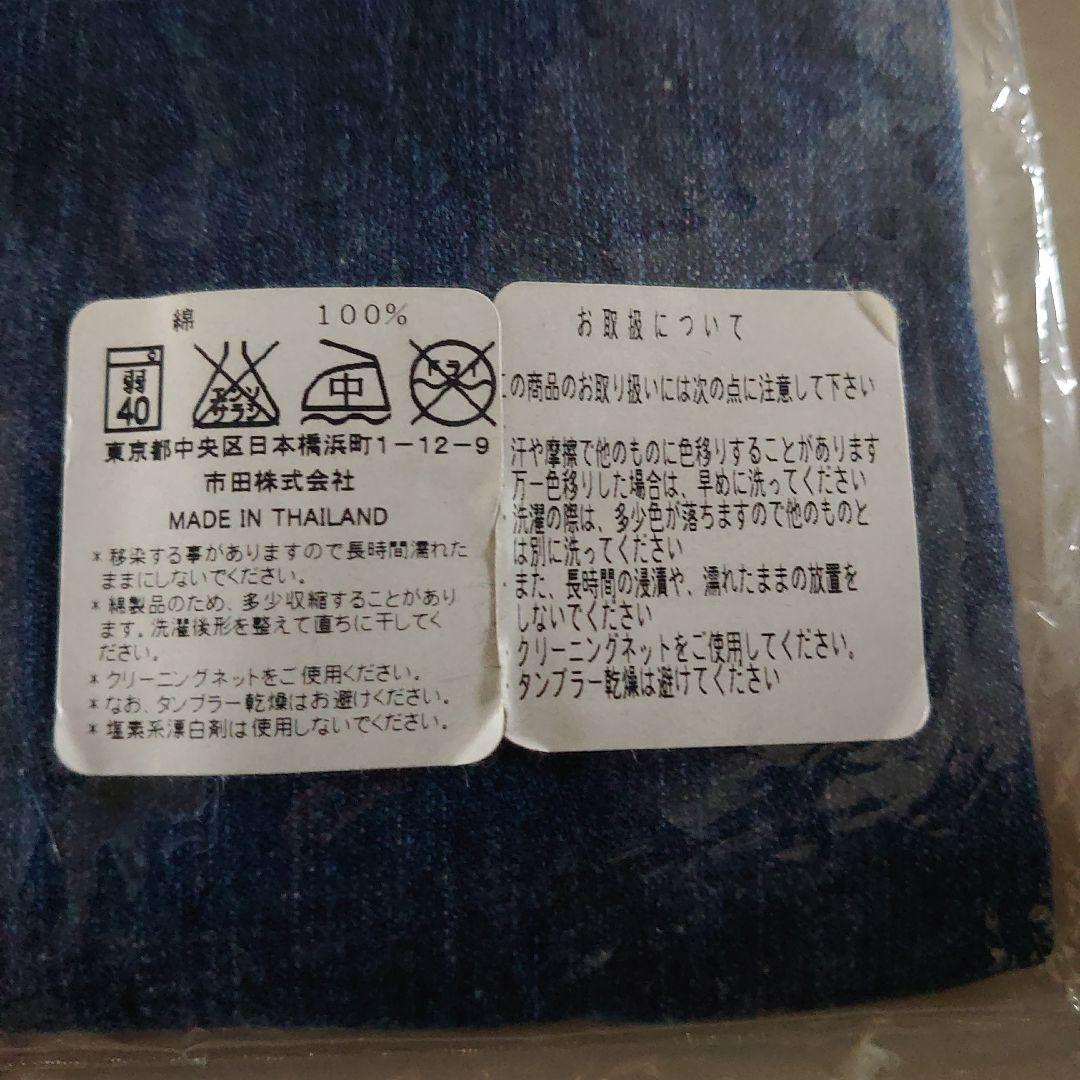 綿 100%
弱
40
エンソ
サラシ
中
ドライ
東京都中央区日本橋浜町1-12-9
市田株式会社
MADE IN THAILAND
*移染する事がありますので長時間濡れた
ままにしないでください。
*綿製品のため、多少収縮することがあり
ます。洗濯後形を整えて直ちに干してく
ださい。
*クリーニングネットをご使用ください。
*なお、タンブラー乾燥はお避けください。
*塩素系漂白剤は使用しないでください。
お取扱について
この商品のお取り扱いには次の点に注意して下さい
汗や摩擦で他のものに色移りすることがあります
万一色移りした場合は、早めに洗ってください
・洗濯の際は、多少色が落ちますので他のものと
は別に洗ってください
・また、長時間の浸漬や、濡れたままの放置を
しないでください
・クリーニングネットをご使用してください。
・タンブラー乾燥は避けてください